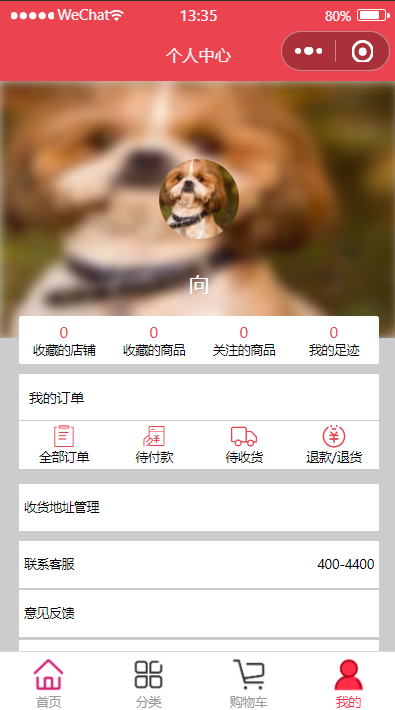 WeChat 13:35 80%
个人中心
向
0 0 0 0
收藏的店铺 收藏的商品 关注的商品 我的足迹
我的订单
全部订单 待付款 待收货 退款/退货
收货地址管理
联系客服 400-4400
意见反馈
首页 分类 购物车 我的